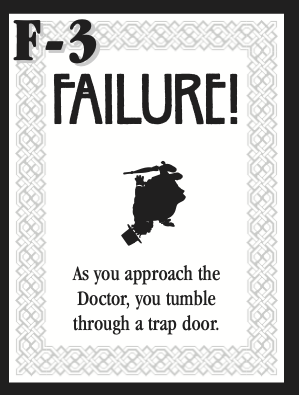 F-3
FAILURE!
As you approach the
Doctor, you tumble
through a trap door.